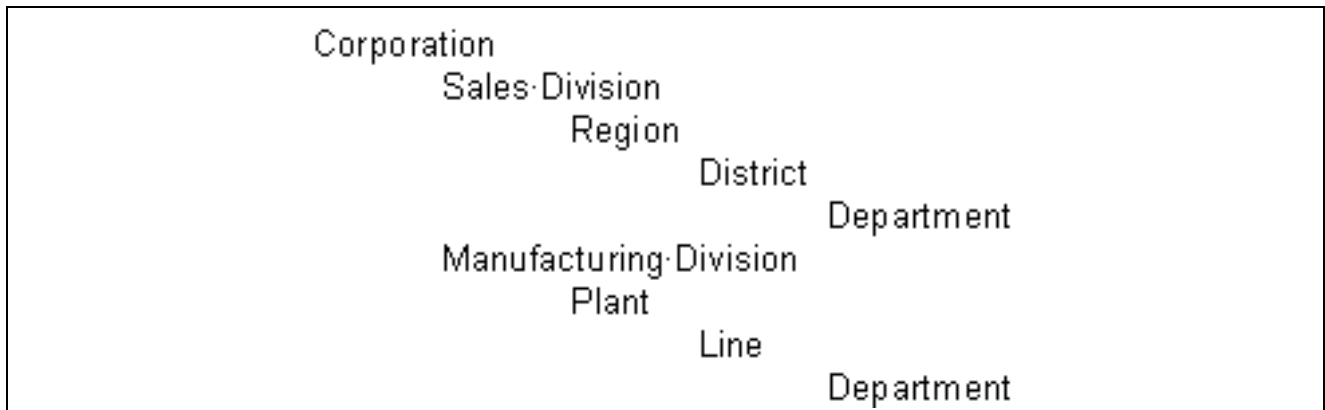 Corporation
Sales·Division
Region
District
Department
Manufacturing·Division
Plant
Line
Department